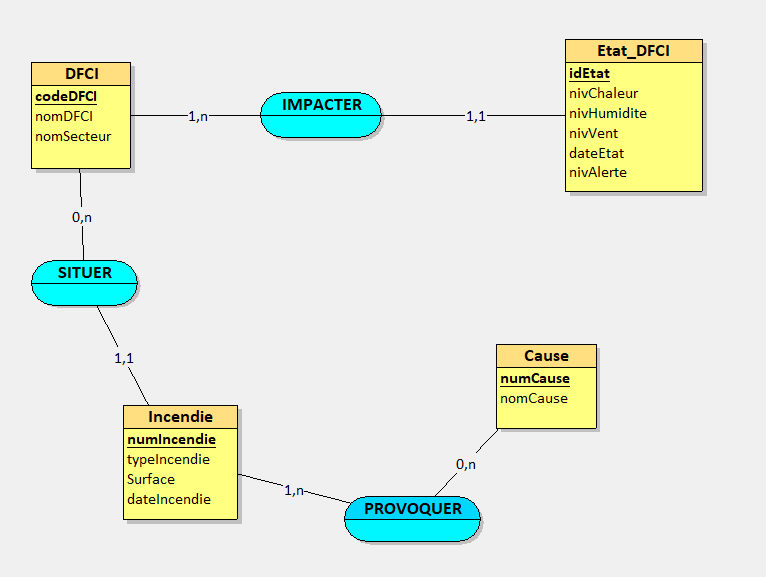 Etat_DFCI
idEtat
nivChaleur
nivHumidite
nivVent
dateEtat
nivAlerte
DFCI
codeDFCI
nomDFCI
nomSecteur
1,n
IMPACTER
1,1
0,n
SITUER
1,1
Cause
numCause
nomCause
Incendie
numIncendie
typeIncendie
Surface
dateIncendie
0,n
1,n
PROVOQUER